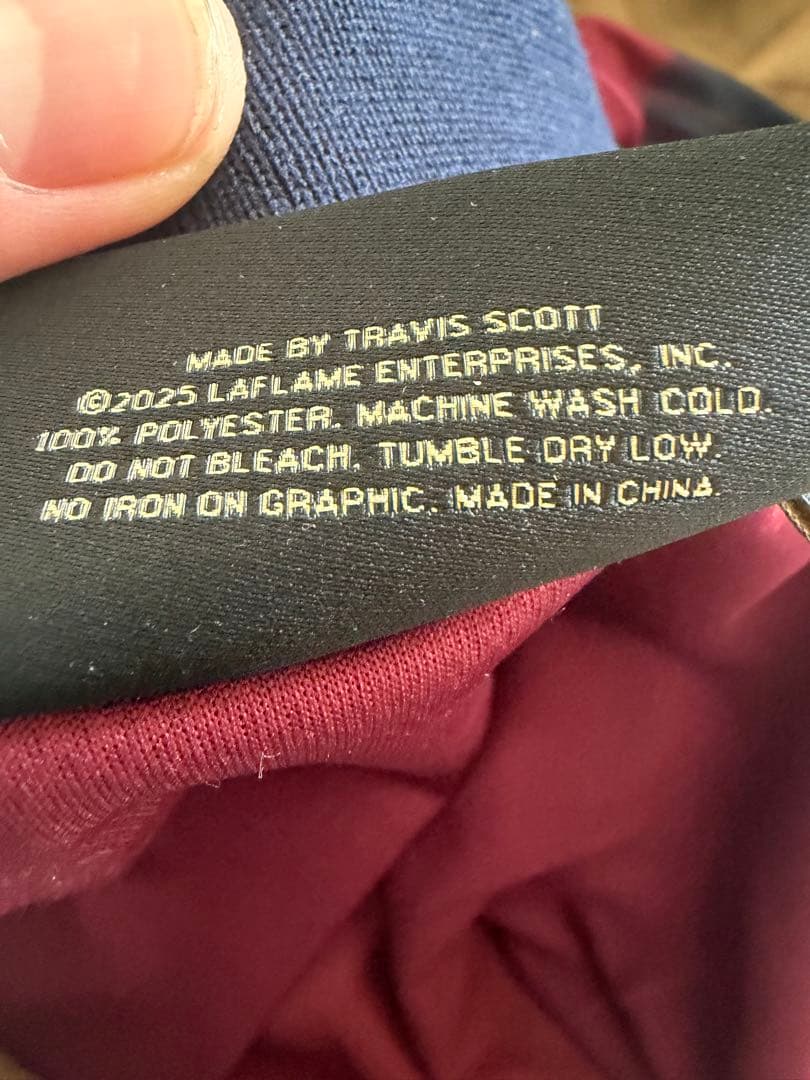 MADE BY TRAVIS SCOTT
©2025 LAFLAME ENTERPRISES, INC.
100% POLYESTER. MACHINE WASH COLD.
DO NOT BLEACH. TUMBLE DRY LOW.
NO IRON ON GRAPHIC. MADE IN CHINA.